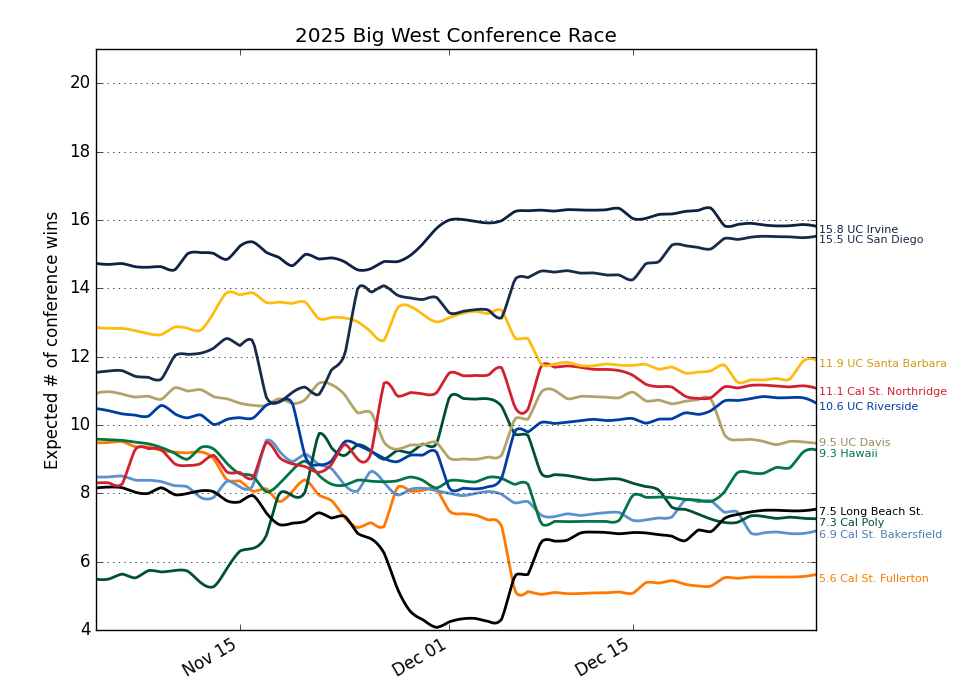 2025 Big West Conference Race
Expected # of conference wins
20
18
16
14
12
10
8
6
4
Nov 15
Dec 01
Dec 15
15.8 UC Irvine
15.5 UC San Diego
11.9 UC Santa Barbara
11.1 Cal St. Northridge
10.6 UC Riverside
9.5 UC Davis
9.3 Hawaii
7.5 Long Beach St.
7.3 Cal Poly
6.9 Cal St. Bakersfield
5.6 Cal St. Fullerton